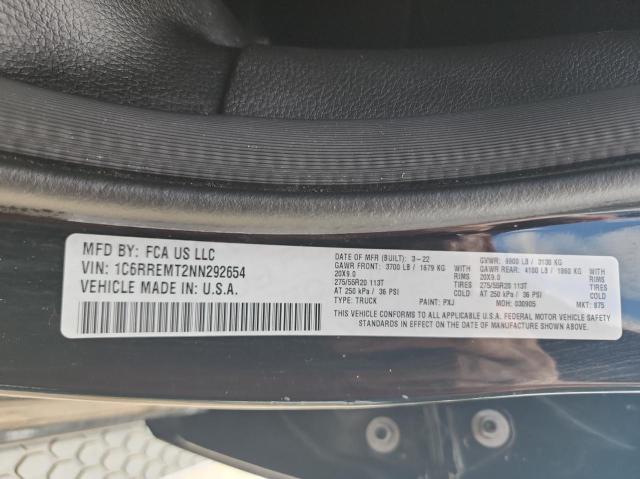 MFD BY: FCA US LLC
VIN: 1C6RREMT2NN292654
VEHICLE MADE IN: U.S.A.
DATE OF MFR (BUILT): 3-22
GAWR FRONT: 3700 LB / 1679 KG WITH
20X9.0 RIMS
275/55R20 113T TIRES
AT 250 kPa / 36 PSI
TYPE: TRUCK PAINT: PXJ
GVWR: 6900 LB / 3130 KG
GAWR REAR: 4100 LB / 1860 KG WITH
20X9.0 RIMS
275/55R20 113T TIRES
AT 250 kPa / 36 PSI
MDH: 030905 MKT: 875
THIS VEHICLE CONFORMS TO ALL APPLICABLE U.S.A. FEDERAL MOTOR VEHICLE SAFETY
STANDARDS IN EFFECT ON THE DATE OF MANUFACTURE SHOWN ABOVE.